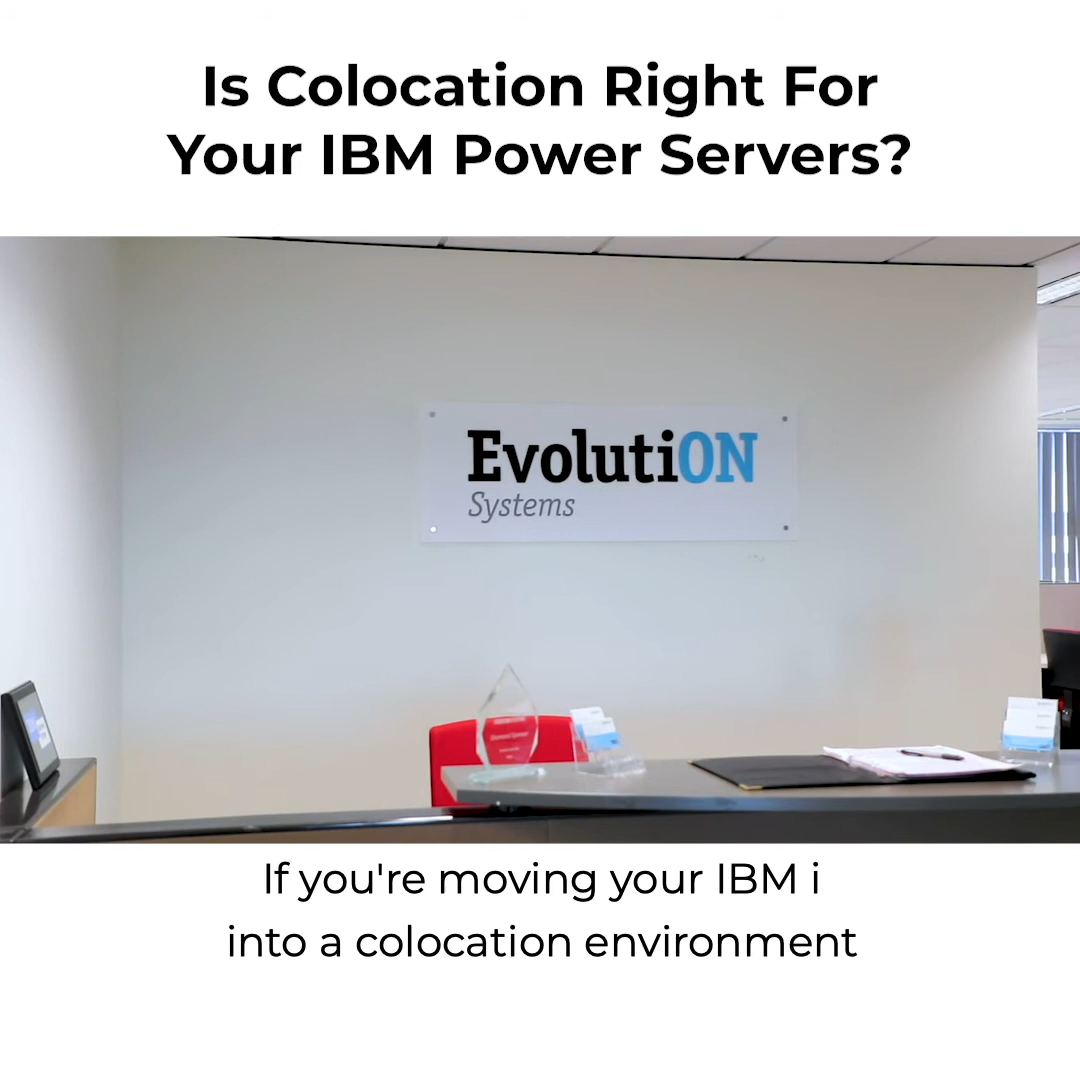 Is Colocation Right For
Your IBM Power Servers?
EvolutiON
Systems
If you're moving your IBM i
into a colocation environment